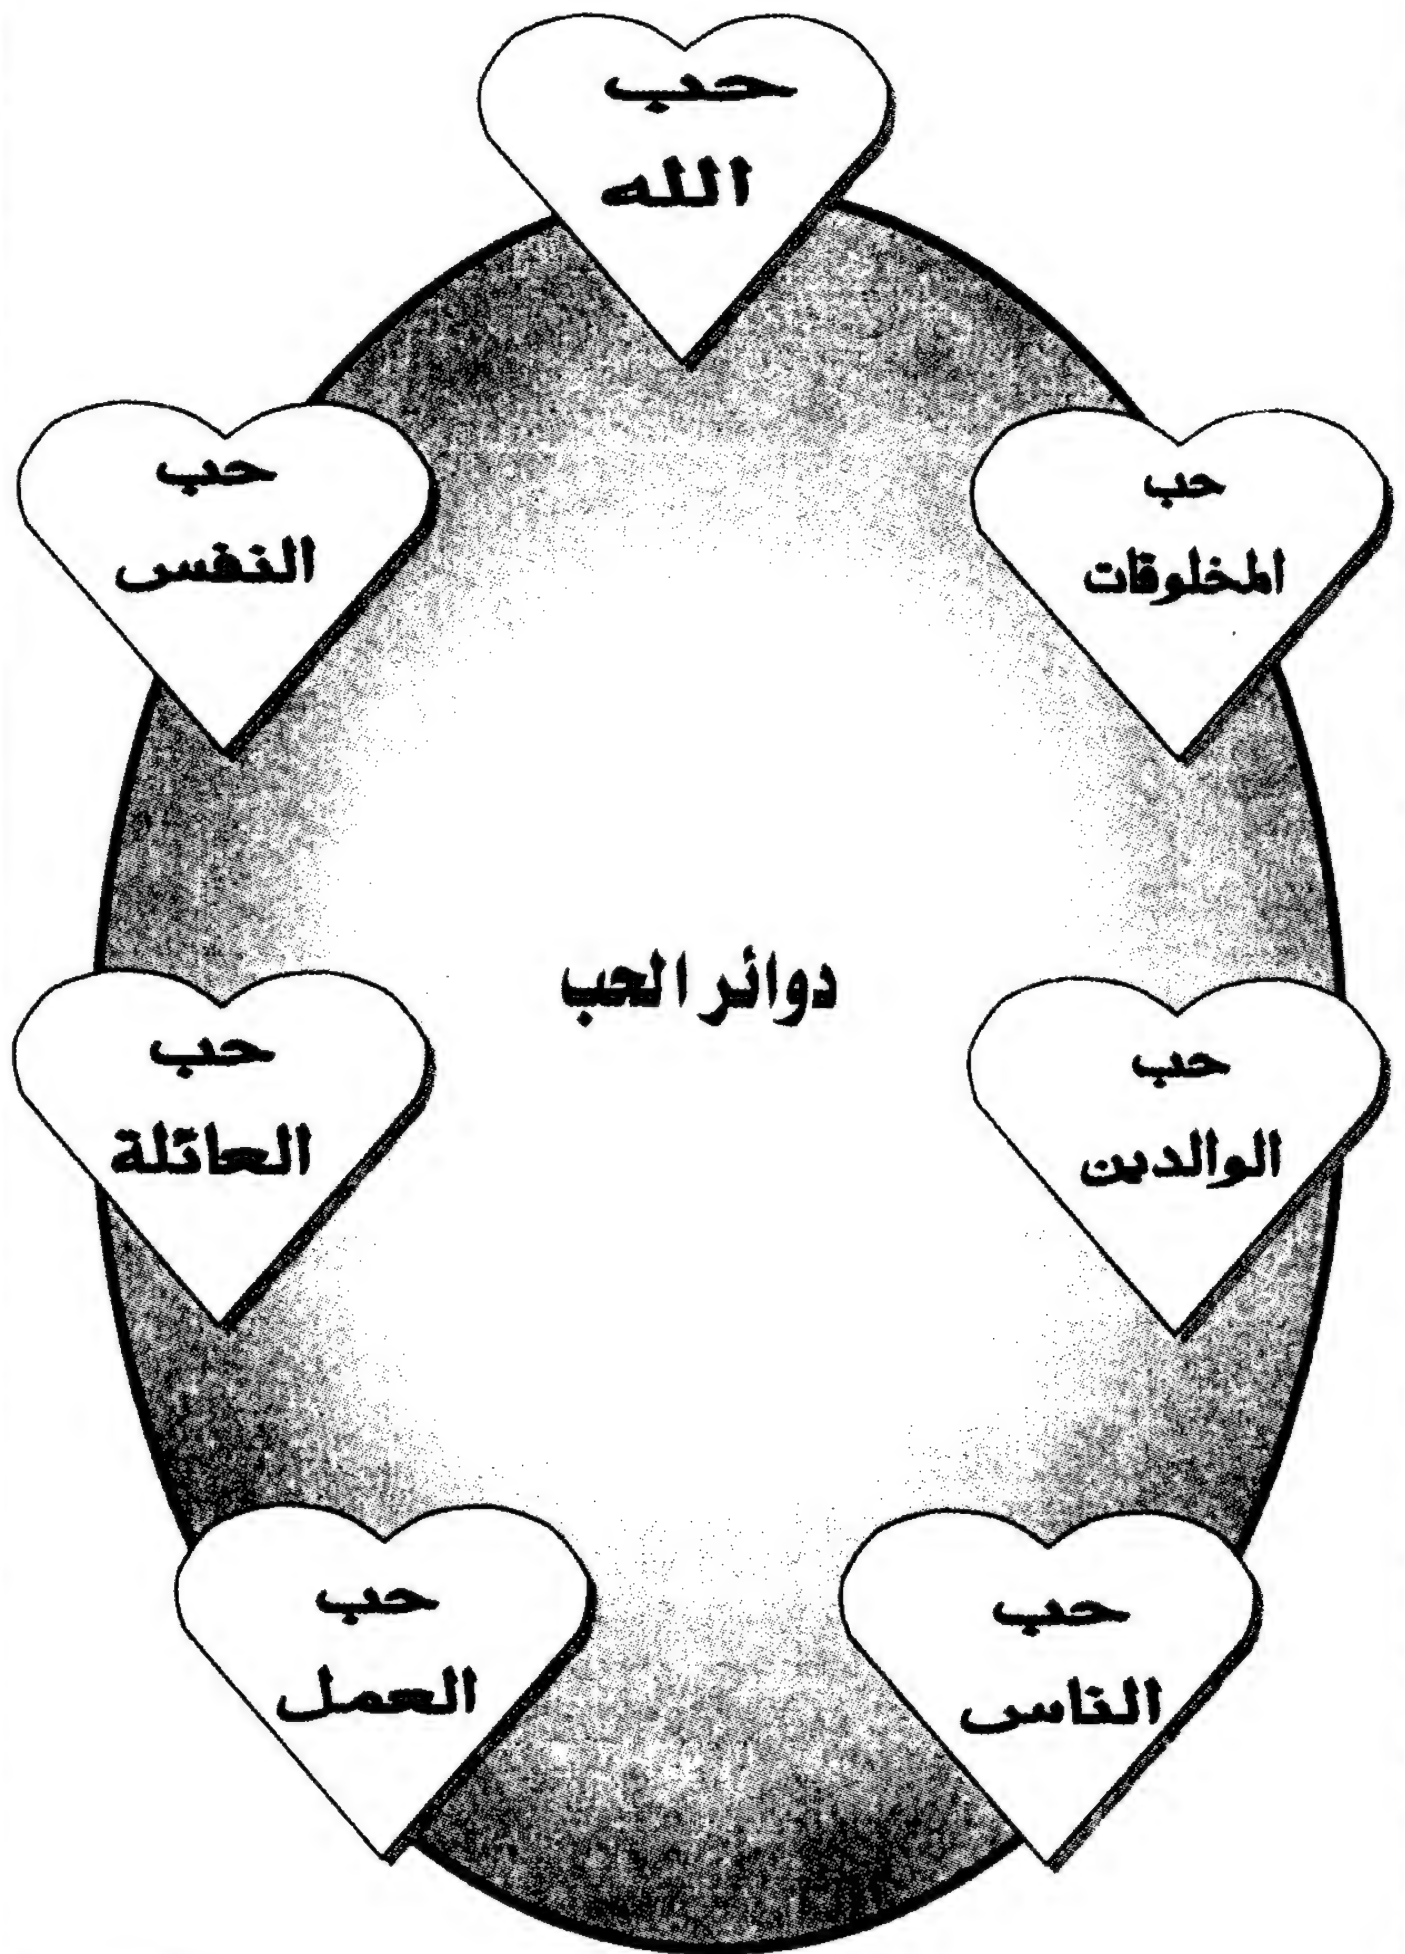 حب
الله
حب
المخلوقات
حب
النفس
دوائر الحب
حب
الوالدين
حب
العائلة
حب
الناس
حب
العمل